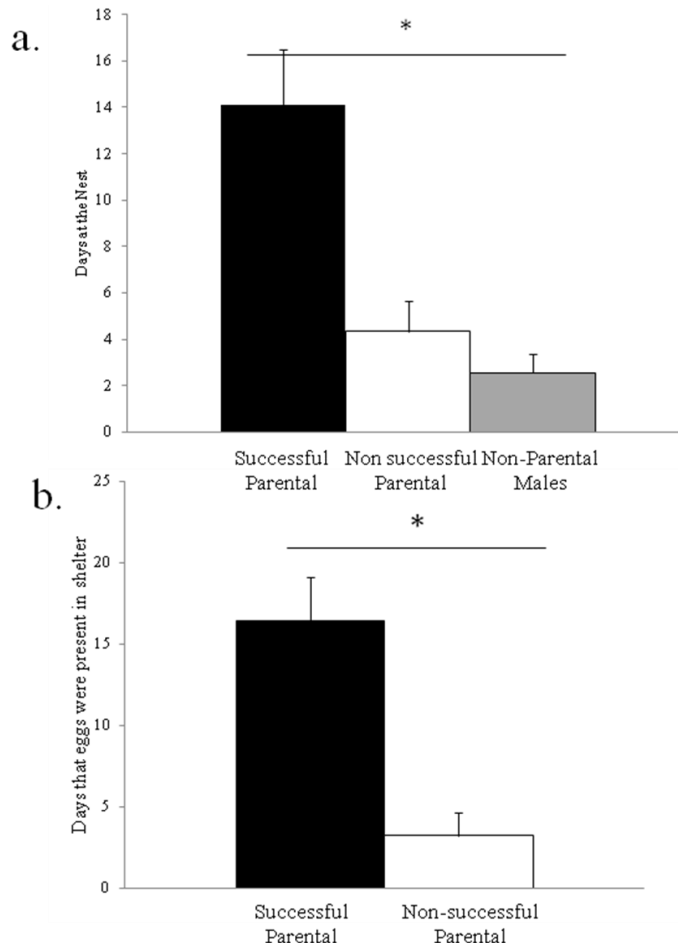 a.
*
18
16
14
12
10
8
6
4
2
0
Days at the Nest
Successful Parental
Non successful Parental
Non-Parental Males
b.
*
25
20
15
10
5
0
Days that eggs were present in shelter
Successful Parental
Non-successful Parental